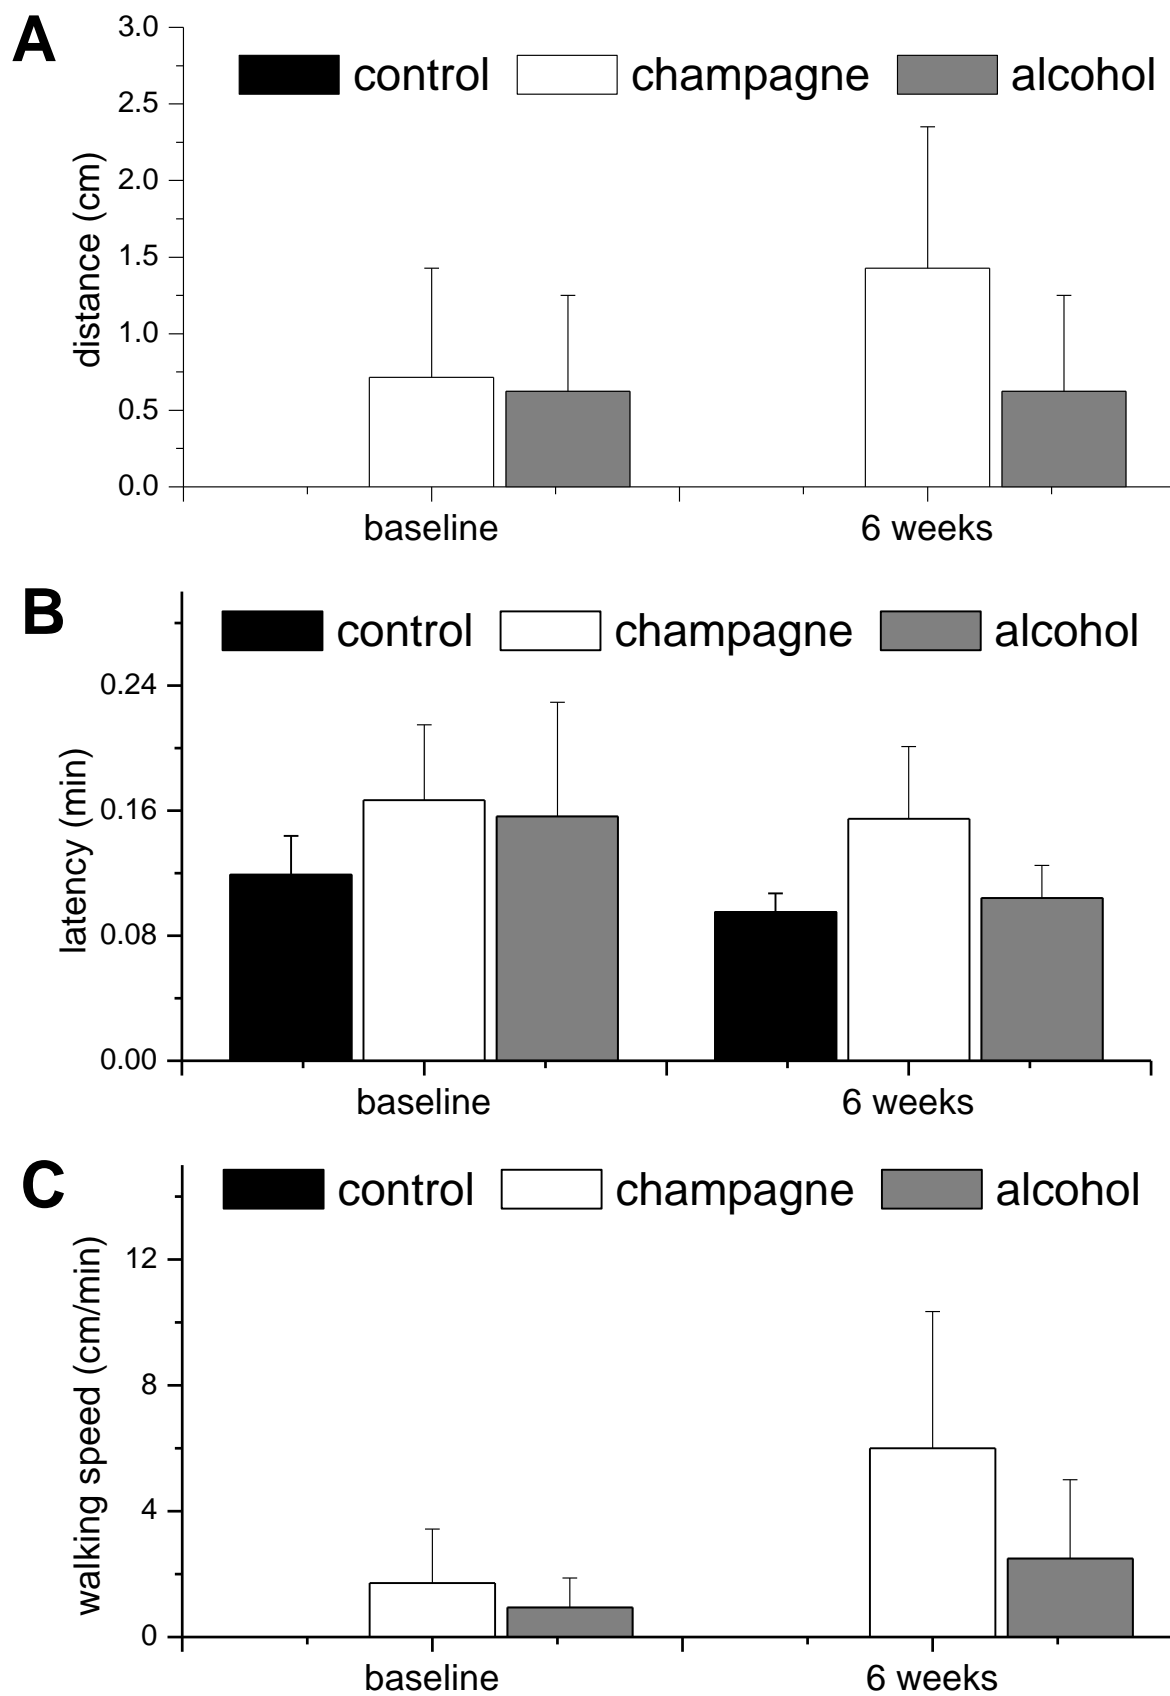 A
control champagne alcohol
3.0
2.5
2.0
1.5
1.0
0.5
0.0
distance (cm)
baseline 6 weeks
B
control champagne alcohol
0.24
0.16
0.08
0.00
latency (min)
baseline 6 weeks
C
control champagne alcohol
12
8
4
0
walking speed (cm/min)
baseline 6 weeks